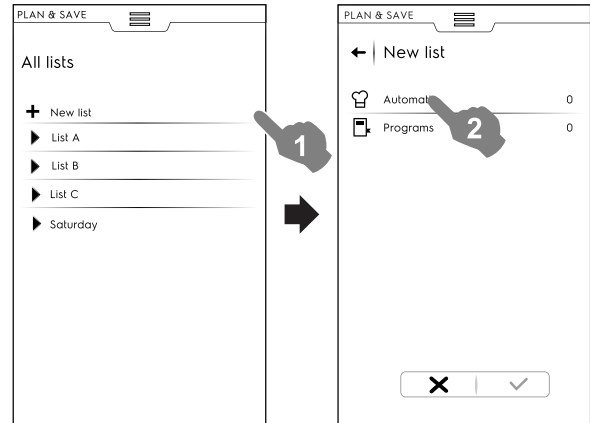 PLAN & SAVE
All lists
New list
List A
List B
List C
Saturday
1
PLAN & SAVE
New list
Automat 0
Programs 0
2